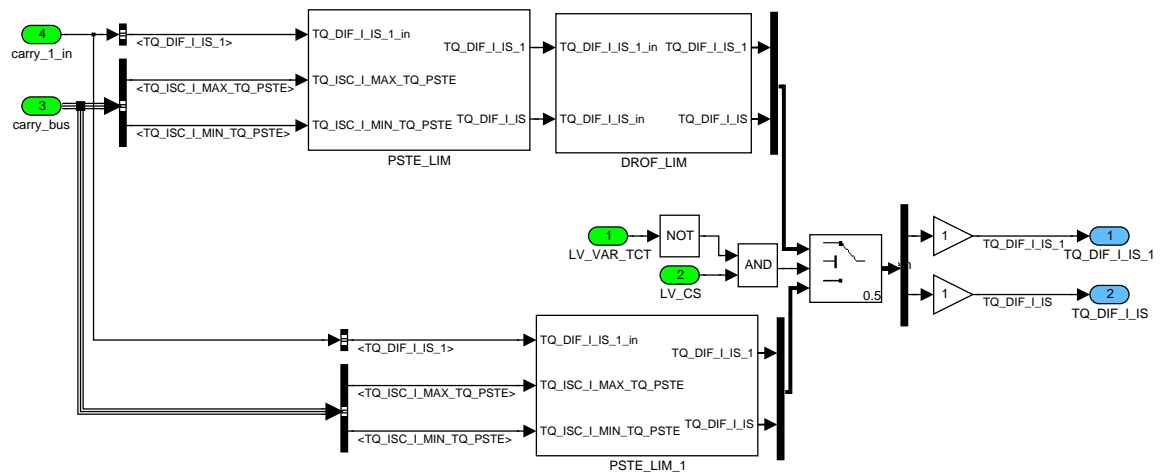 4
carry_1_in
<TQ_DIF_I_IS_1>
3
carry_bus
<TQ_ISC_I_MAX_TQ_PSTE>
<TQ_ISC_I_MIN_TQ_PSTE>
TQ_DIF_I_IS_1_in
TQ_ISC_I_MAX_TQ_PSTE
TQ_ISC_I_MIN_TQ_PSTE
TQ_DIF_I_IS_1
TQ_DIF_I_IS
PSTE_LIM
TQ_DIF_I_IS_1_in
TQ_DIF_I_IS_in
TQ_DIF_I_IS_1
TQ_DIF_I_IS
DROF_LIM
1
LV_VAR_TCT
NOT
2
LV_CS
AND
0.5
1
TQ_DIF_I_IS_1
1
TQ_DIF_I_IS_1
1
TQ_DIF_I_IS
2
TQ_DIF_I_IS
<TQ_DIF_I_IS_1>
<TQ_ISC_I_MAX_TQ_PSTE>
<TQ_ISC_I_MIN_TQ_PSTE>
TQ_DIF_I_IS_1_in
TQ_ISC_I_MAX_TQ_PSTE
TQ_ISC_I_MIN_TQ_PSTE
TQ_DIF_I_IS_1
TQ_DIF_I_IS
PSTE_LIM_1